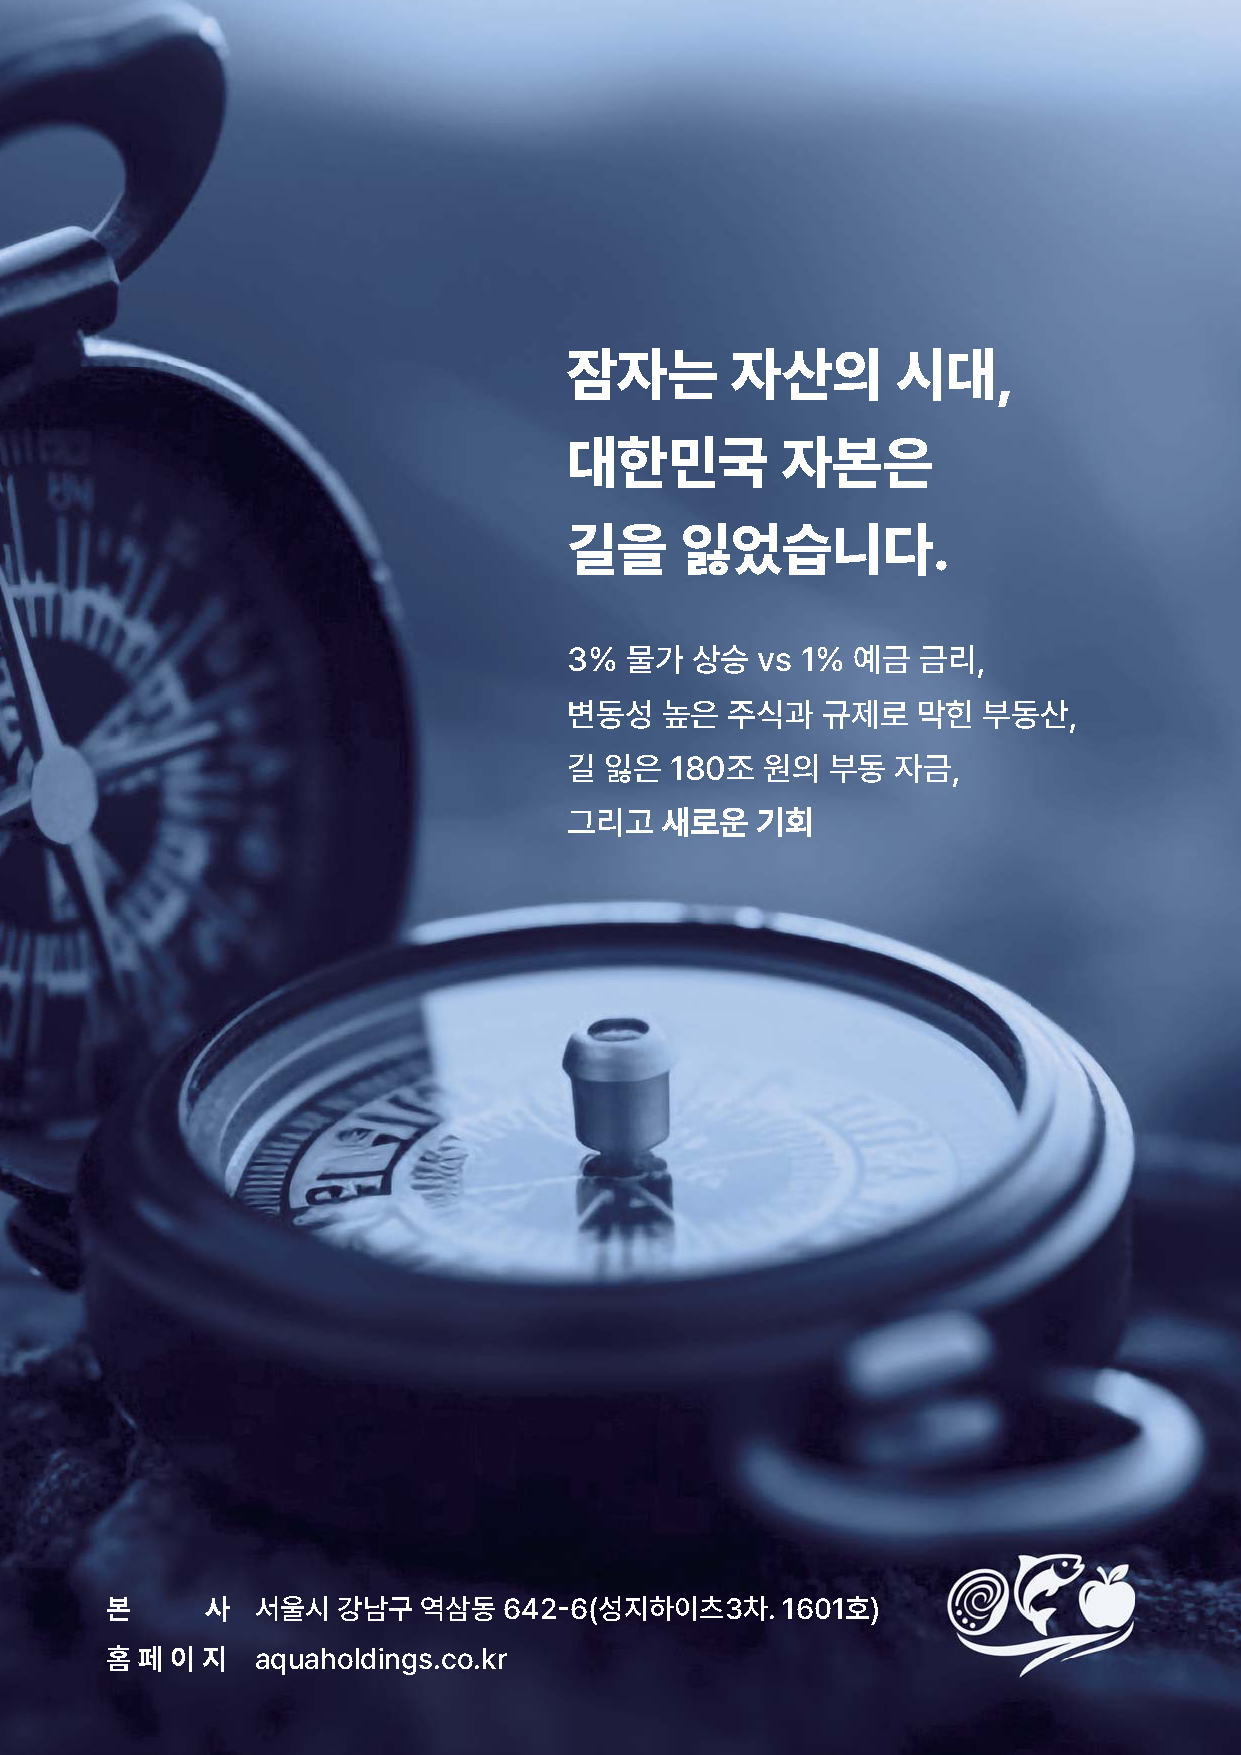 잠자는 자산의 시대,
대한민국 자본은
길을 잃었습니다.
3% 물가 상승 vs 1% 예금 금리,
변동성 높은 주식과 규제로 막힌 부동산,
길 잃은 180조 원의 부동 자금,
그리고 새로운 기회
본 사 서울시 강남구 역삼동 642-6(성지하이츠3차. 1601호)
홈페이지 aquaholdings.co.kr